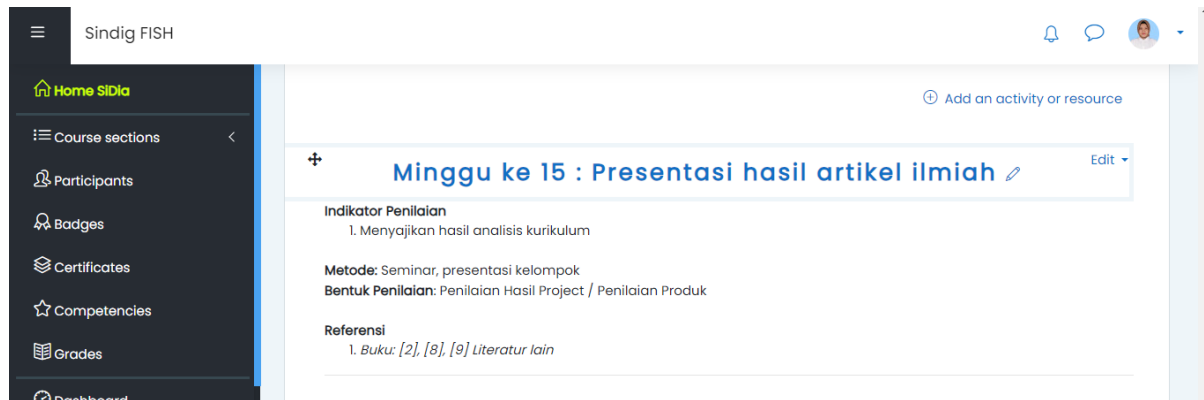 Sindig FISH
Home SiDia
Add an activity or resource
Course sections
Minggu ke 15 : Presentasi hasil artikel ilmiah
Edit
Participants
Indikator Penilaian
1. Menyajikan hasil analisis kurikulum
Badges
Certificates
Metode: Seminar, presentasi kelompok
Bentuk Penilaian: Penilaian Hasil Project / Penilaian Produk
Competencies
Referensi
1. Buku: [2], [8], [9] Literatur lain
Grades
Dashboard